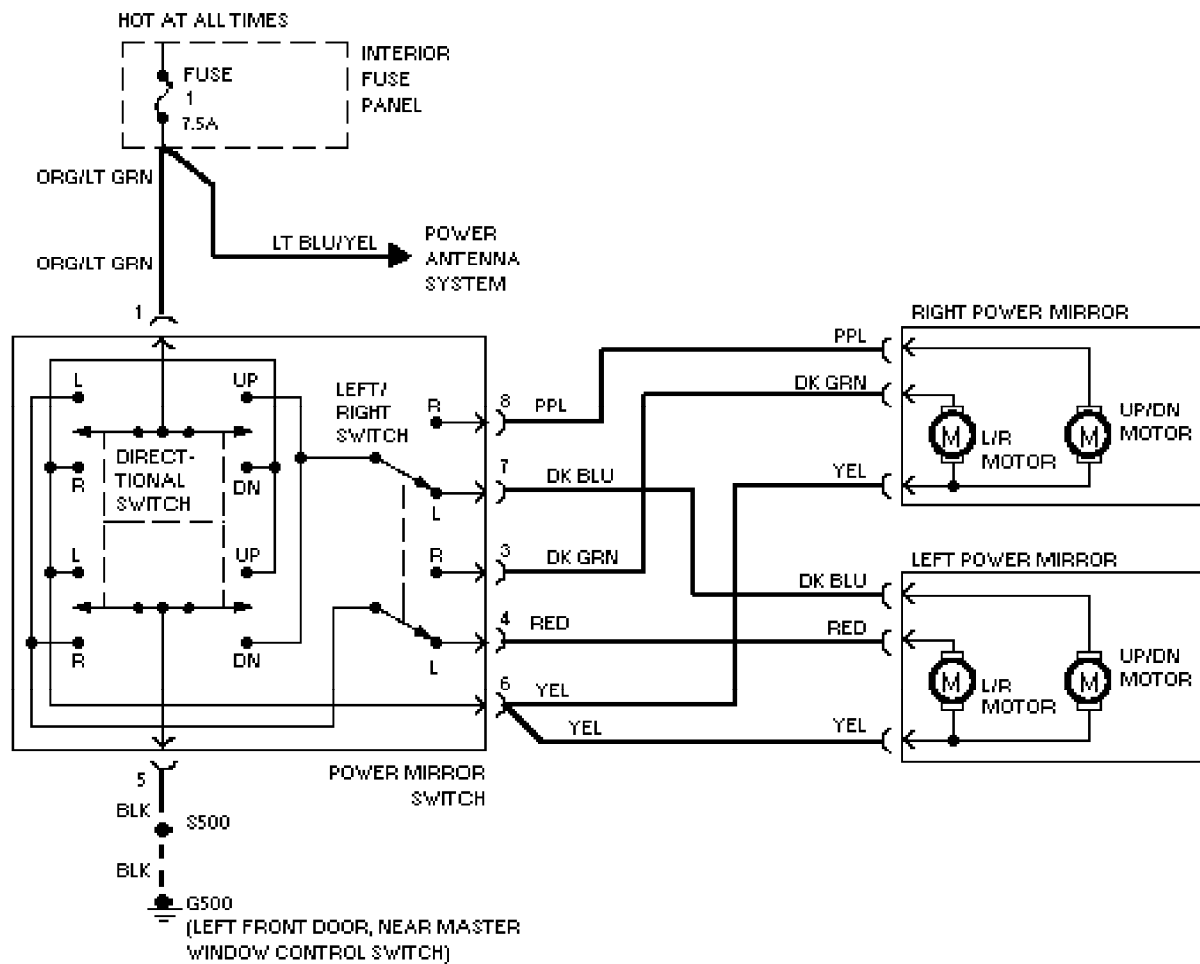 HOT AT ALL TIMES
INTERIOR
FUSE
PANEL
FUSE
1
7.5A
ORG/LT GRN
LT BLU/YEL
POWER
ANTENNA
SYSTEM
ORG/LT GRN
1
RIGHT POWER MIRROR
PPL
DK GRN
L
UP
LEFT/
RIGHT
SWITCH
R
8
PPL
UP/DN
MOTOR
M
L/R
MOTOR
M
DIRECT-
TIONAL
SWITCH
R
DN
7
DK BLU
YEL
L
L
UP
R
3
DK GRN
LEFT POWER MIRROR
DK BLU
4
RED
RED
R
DN
L
UP/DN
MOTOR
M
L/R
MOTOR
M
6
YEL
YEL
YEL
POWER MIRROR
SWITCH
5
BLK
S500
BLK
G500
(LEFT FRONT DOOR, NEAR MASTER
WINDOW CONTROL SWITCH)